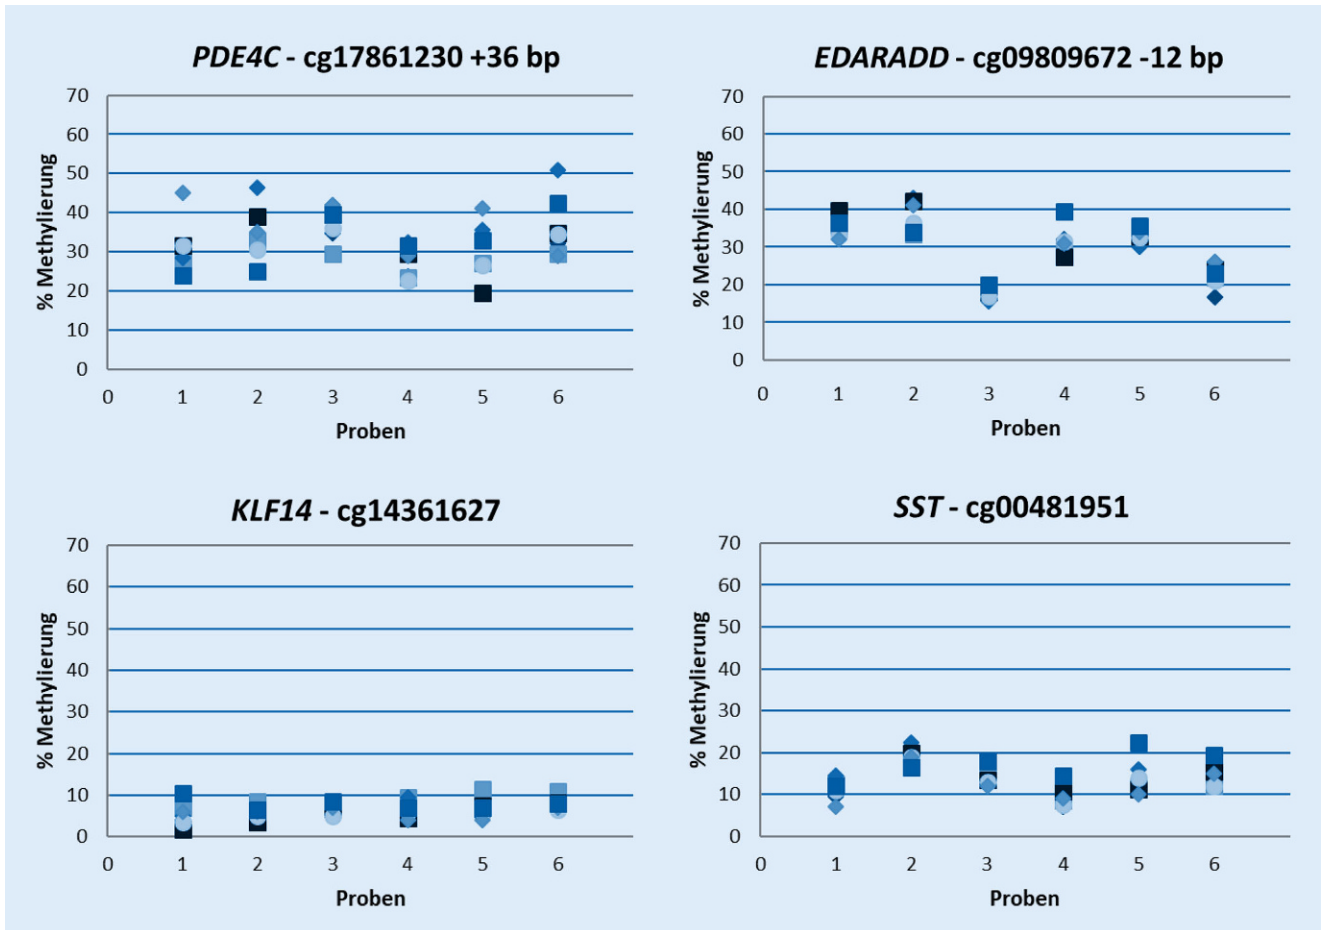 PDE4C - cg17861230 +36 bp
% Methylierung
70
60
50
40
30
20
10
0
0 1 2 3 4 5 6
Proben
EDARADD - cg09809672 -12 bp
% Methylierung
70
60
50
40
30
20
10
0
0 1 2 3 4 5 6
Proben
KLF14 - cg14361627
% Methylierung
70
60
50
40
30
20
10
0
0 1 2 3 4 5 6
Proben
SST - cg00481951
% Methylierung
70
60
50
40
30
20
10
0
0 1 2 3 4 5 6
Proben